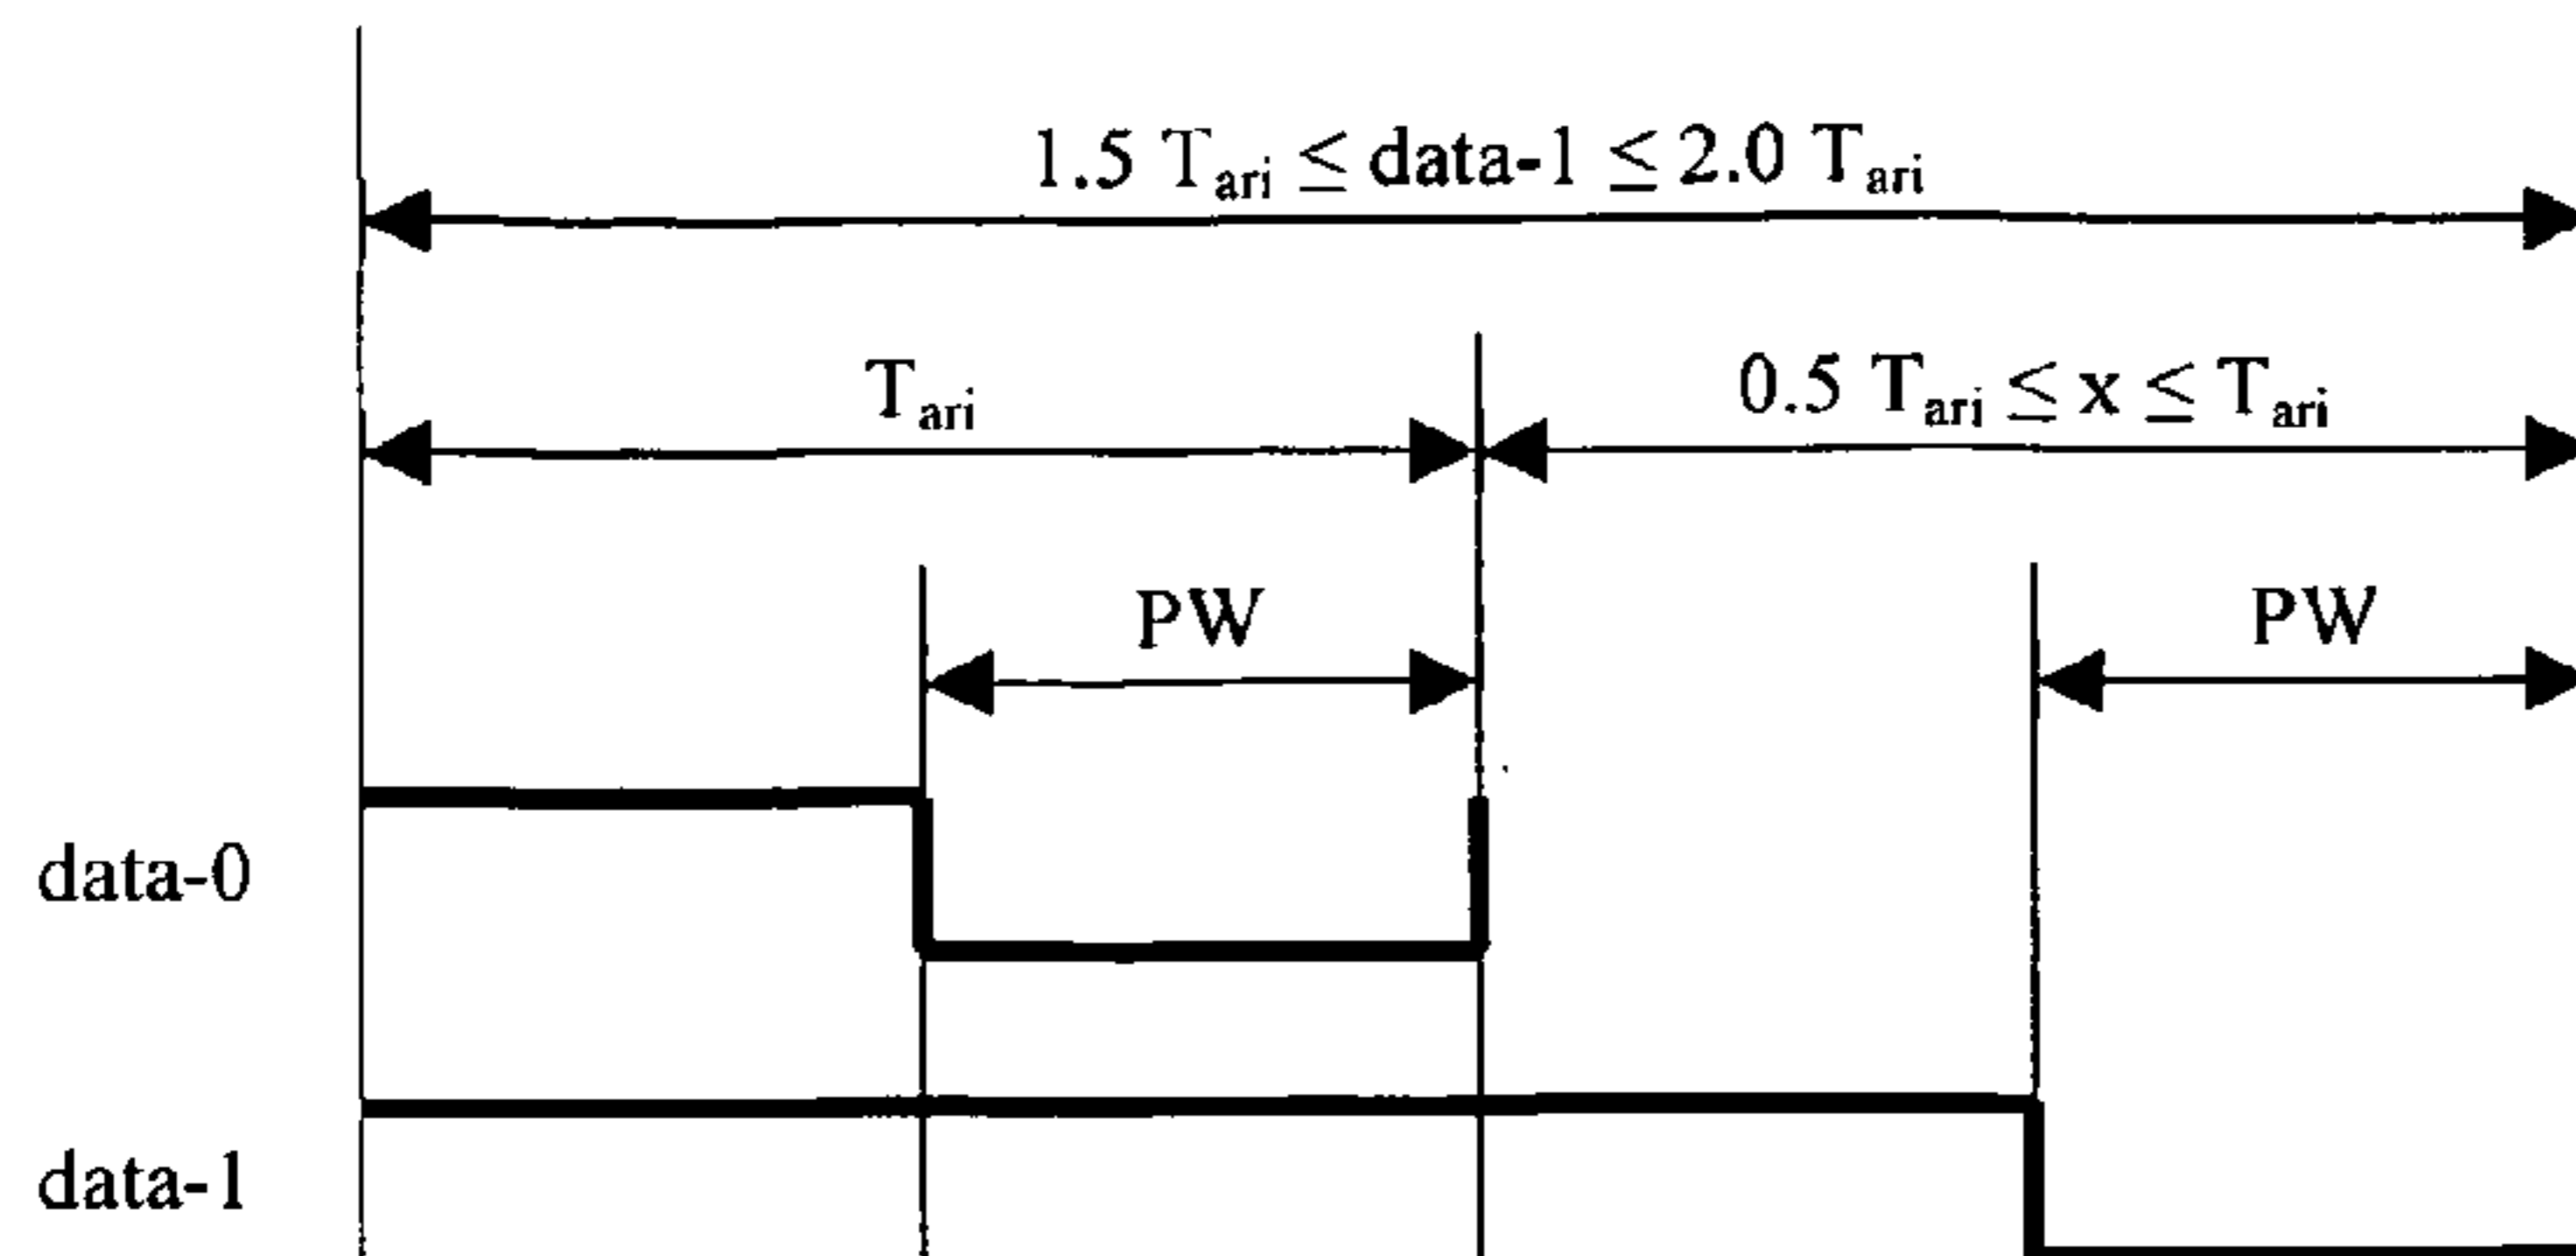 1.5 Tari ≤ data-1 ≤ 2.0 Tari
Tari
0.5 Tari ≤ x ≤ Tari
PW
PW
data-0
data-1